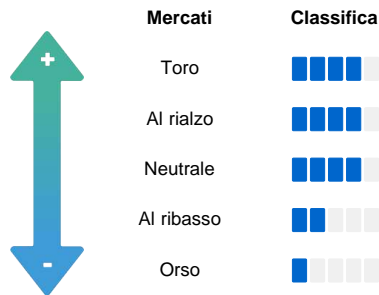 Mercati Classifica
+
Toro
Al rialzo
Neutrale
Al ribasso
-
Orso